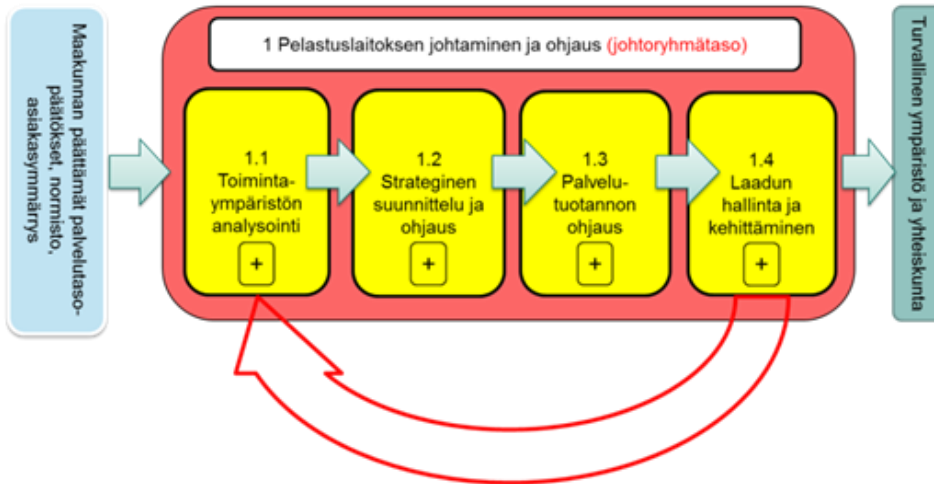 Maakunnan päättämät palvelutaso-
päätökset, normisto,
asiakasymmärrys
1 Pelastuslaitoksen johtaminen ja ohjaus (johtoryhmätaso)
1.1
Toiminta-
ympäristön
analysointi
+
1.2
Strateginen
suunnittelu ja
ohjaus
+
1.3
Palvelu-
tuotannon
ohjaus
+
1.4
Laadun
hallinta ja
kehittäminen
+
Turvallinen ympäristö ja yhteiskunta